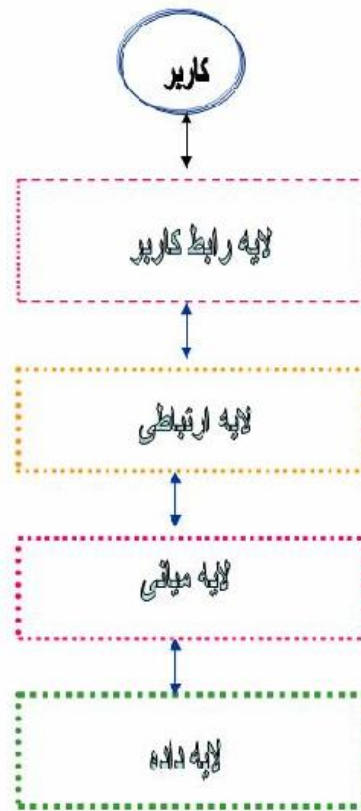 کاربر
لایه رابط کاربر
لایه ارتباطی
لایه میانی
لایه داده